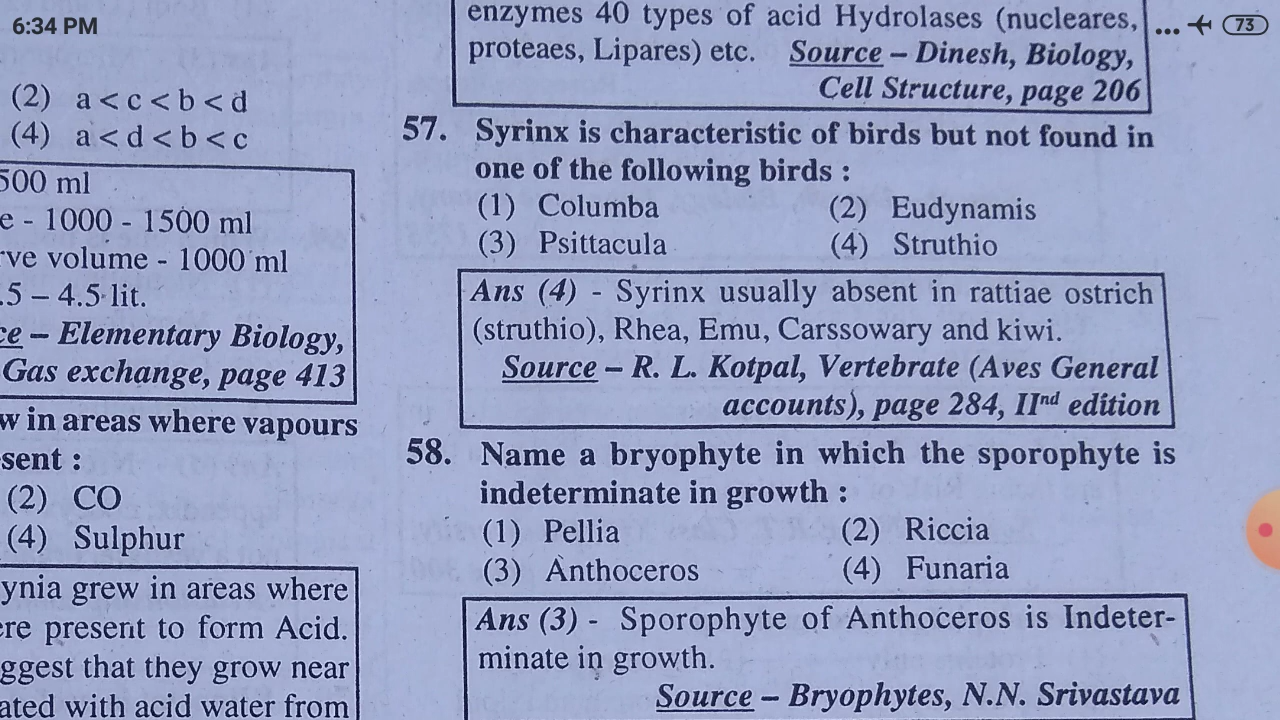 6:34 PM
73
(2) a < c < b < d
(4) a < d < b < c
500 ml
e - 1000 - 1500 ml
rve volume - 1000 ml
.5 – 4.5 lit.
ce – Elementary Biology,
Gas exchange, page 413
w in areas where vapours
sent :
(2) CO
(4) Sulphur
ynia grew in areas where
ere present to form Acid.
ggest that they grow near
ated with acid water from
enzymes 40 types of acid Hydrolases (nucleares,
proteaes, Lipares) etc. Source – Dinesh, Biology,
Cell Structure, page 206
57. Syrinx is characteristic of birds but not found in
one of the following birds :
(1) Columba (2) Eudynamis
(3) Psittacula (4) Struthio
Ans (4) - Syrinx usually absent in rattiae ostrich
(struthio), Rhea, Emu, Carssowary and kiwi.
Source – R. L. Kotpal, Vertebrate (Aves General
accounts), page 284, IInd edition
58. Name a bryophyte in which the sporophyte is
indeterminate in growth :
(1) Pellia (2) Riccia
(3) Anthoceros (4) Funaria
Ans (3) - Sporophyte of Anthoceros is Indeter-
minate in growth.
Source – Bryophytes, N.N. Srivastava